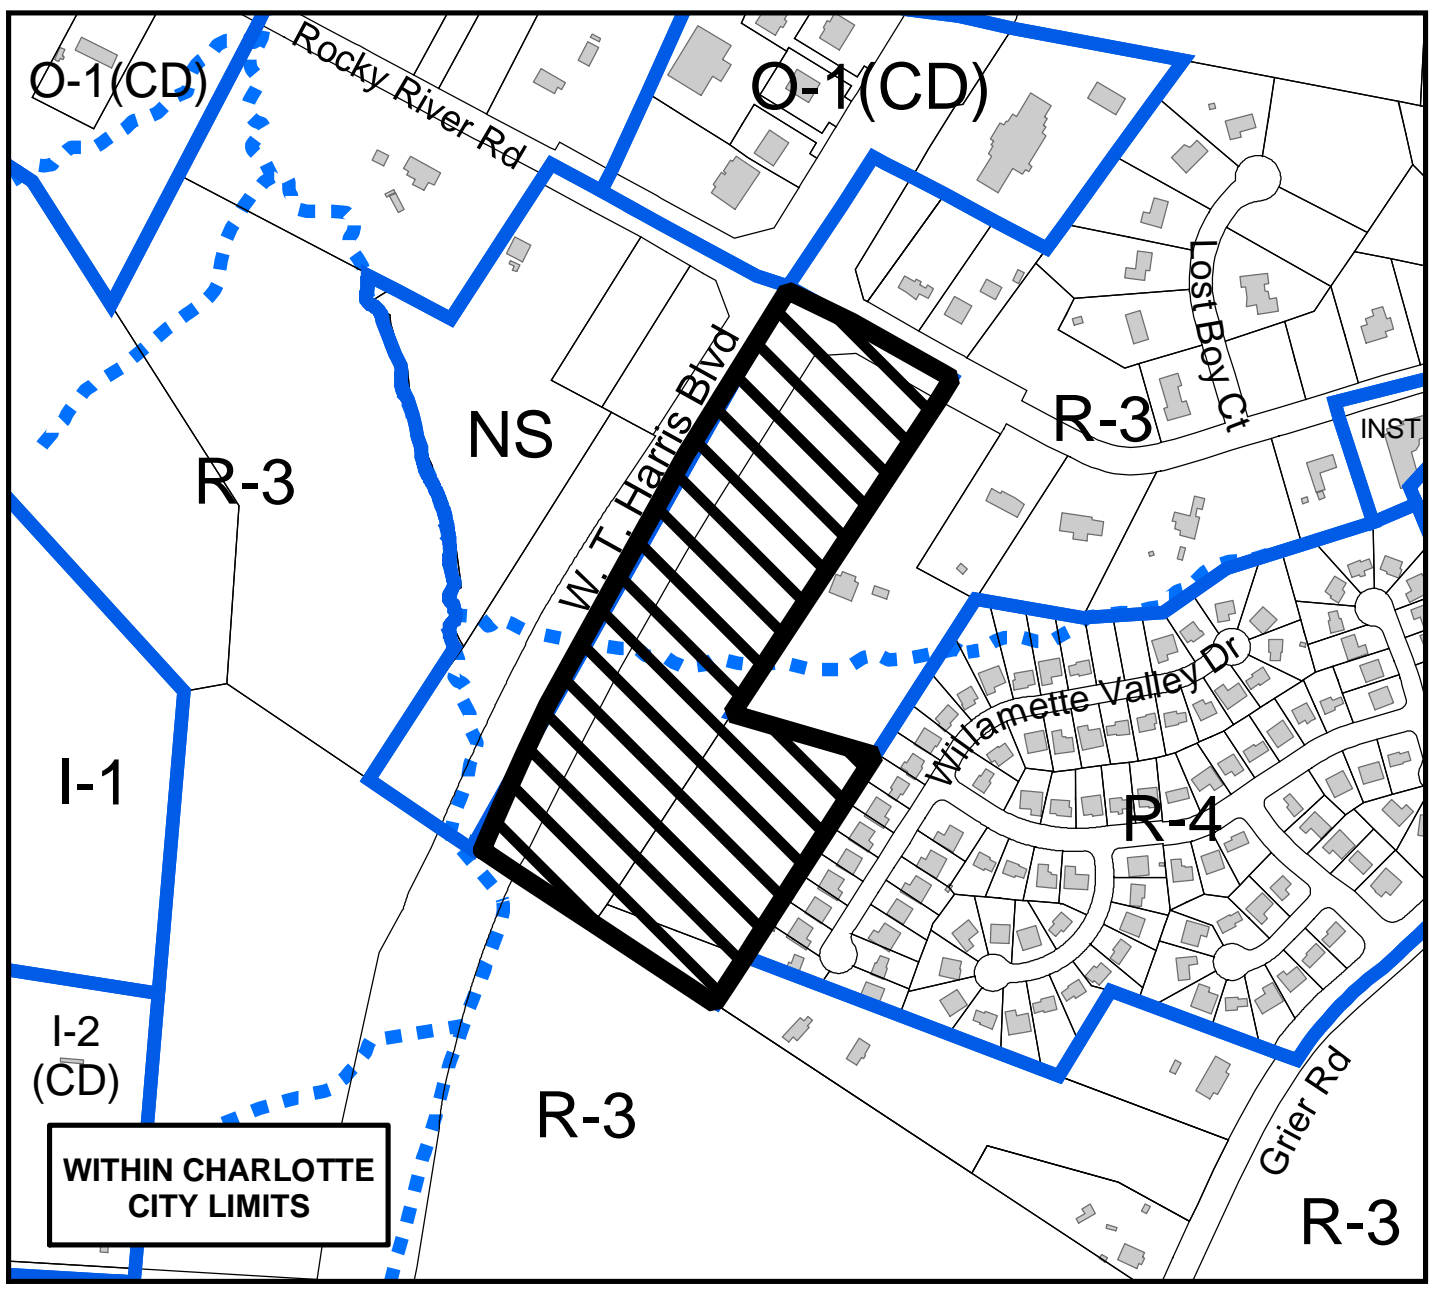 O-1(CD)
Rocky River Rd
O-1(CD)
Lost Boy Ct
W. T. Harris Blvd
NS
R-3
R-3
INST
Willamette Valley Dr
I-1
R-4
I-2
(CD)
R-3
Grier Rd
WITHIN CHARLOTTE
CITY LIMITS
R-3